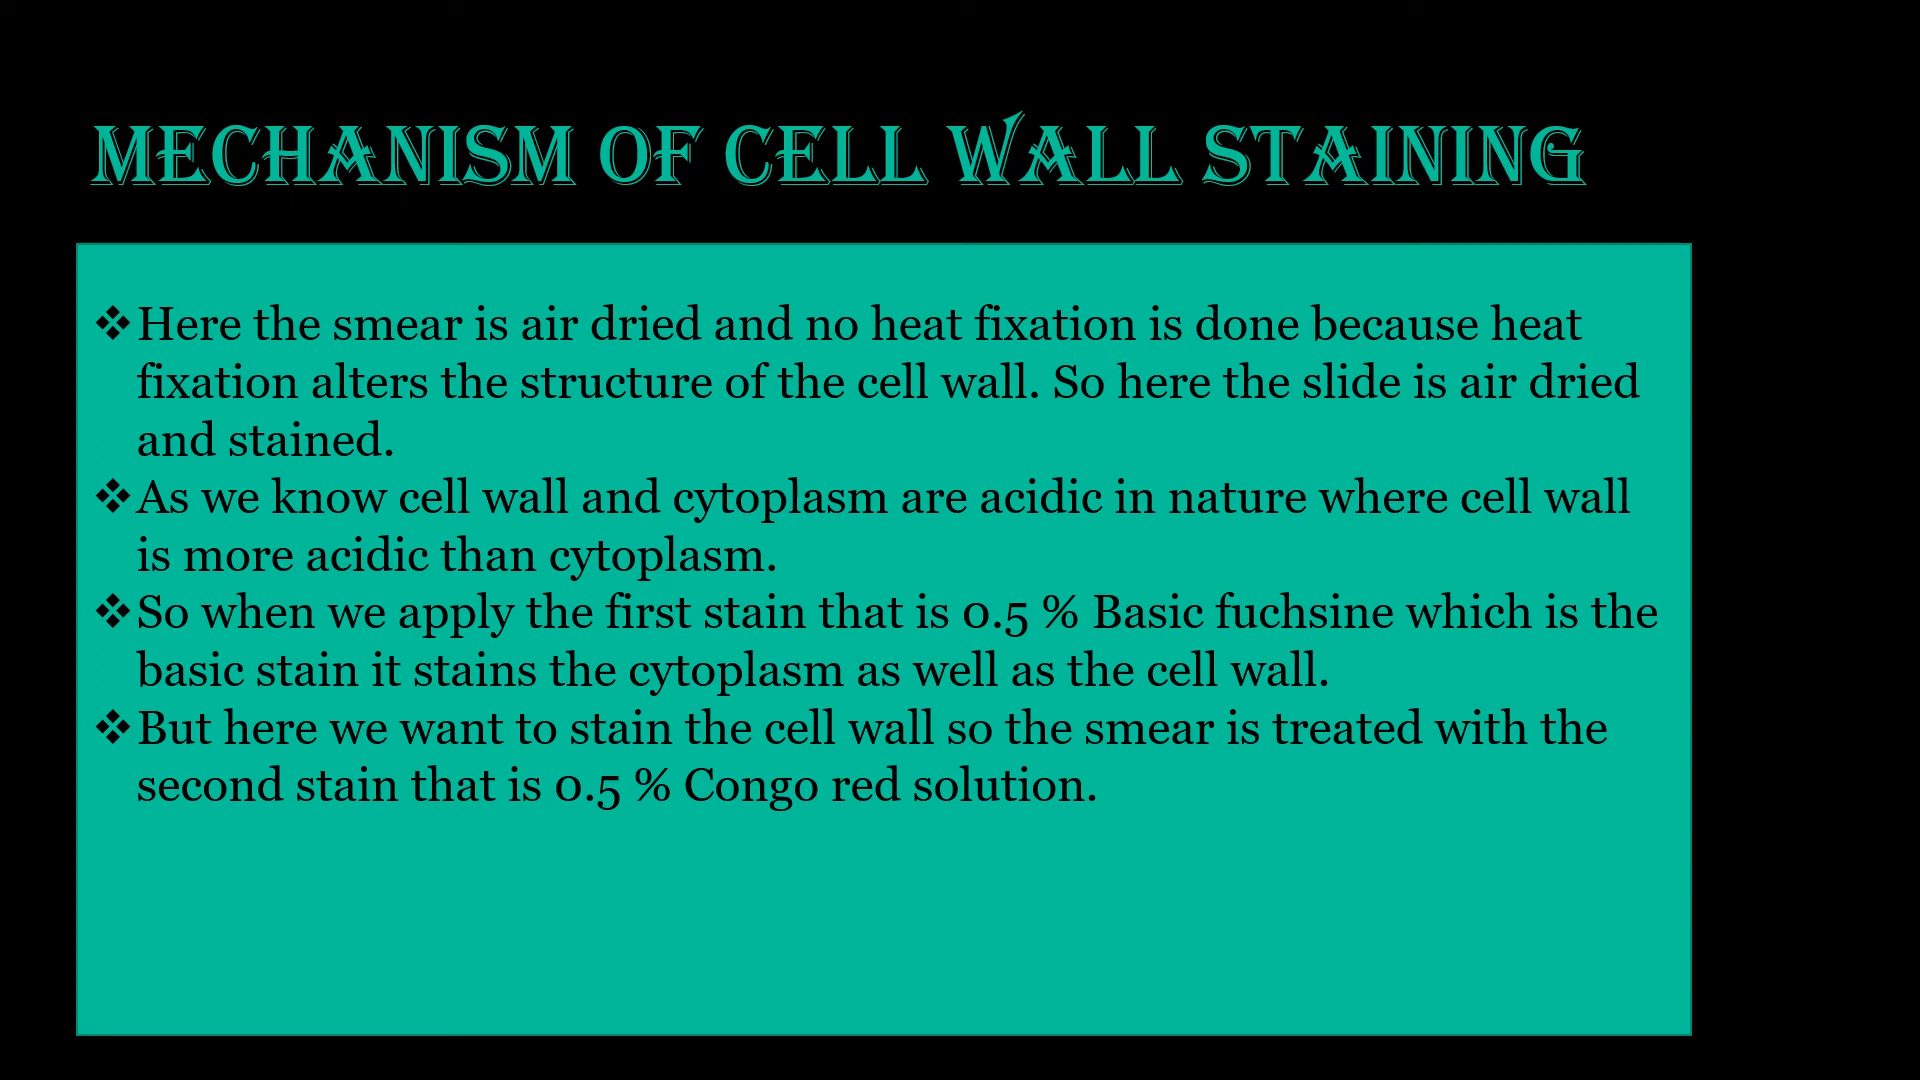 MECHANISM OF CELL WALL STAINING
❖Here the smear is air dried and no heat fixation is done because heat
fixation alters the structure of the cell wall. So here the slide is air dried
and stained.
❖As we know cell wall and cytoplasm are acidic in nature where cell wall
is more acidic than cytoplasm.
❖So when we apply the first stain that is 0.5 % Basic fuchsine which is the
basic stain it stains the cytoplasm as well as the cell wall.
❖But here we want to stain the cell wall so the smear is treated with the
second stain that is 0.5 % Congo red solution.